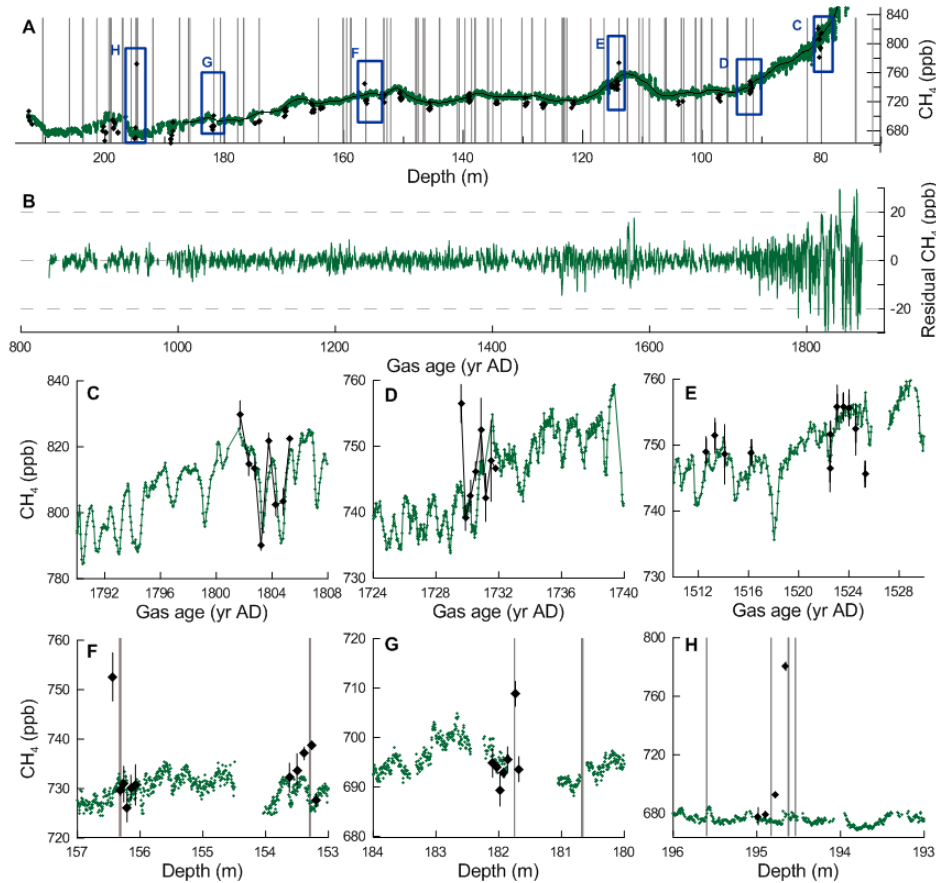 A
H
G
F
E
D
C
840
800
760
720
680
CH₄ (ppb)
200 180 160 140 120 100 80
Depth (m)
B
20
0
-20
Residual CH₄ (ppb)
800 1000 1200 1400 1600 1800
Gas age (yr AD)
C
840
820
800
780
CH₄ (ppb)
1792 1796 1800 1804 1808
Gas age (yr AD)
D
760
750
740
730
1724 1728 1732 1736 1740
Gas age (yr AD)
E
760
750
740
730
1512 1516 1520 1524 1528
Gas age (yr AD)
F
760
750
740
730
720
CH₄ (ppb)
157 156 155 154 153
Depth (m)
G
720
710
700
690
680
184 183 182 181 180
Depth (m)
H
800
760
720
680
196 195 194 193
Depth (m)